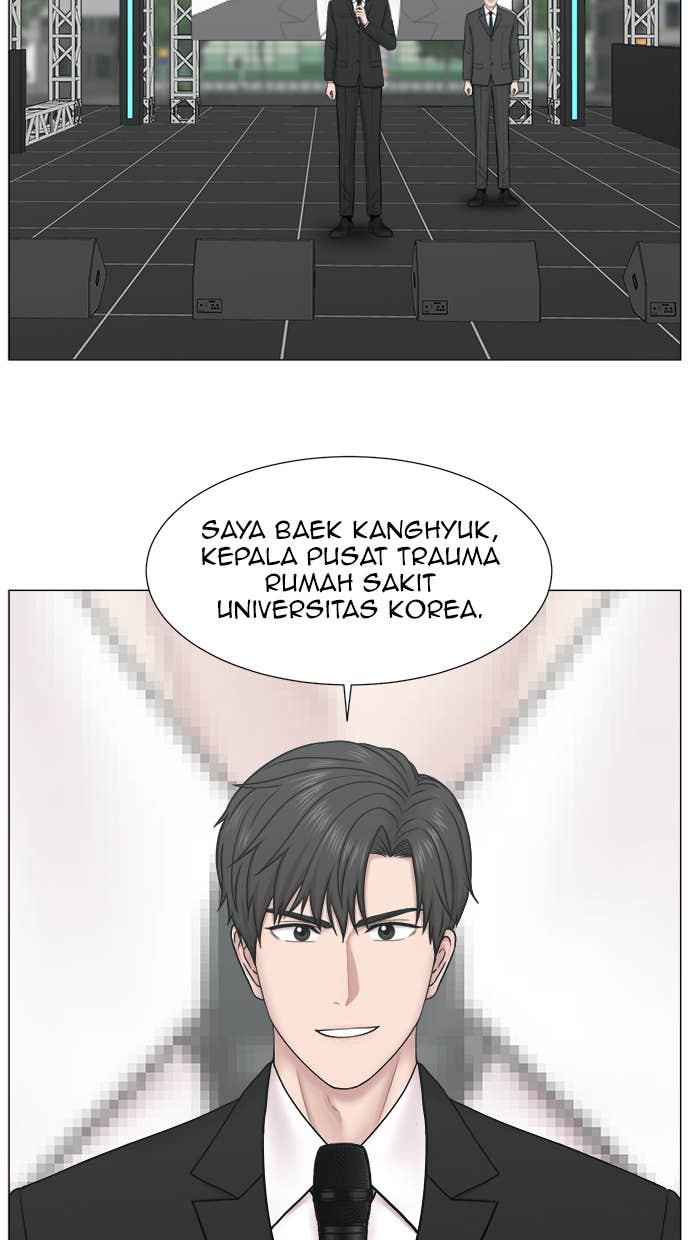 SAYA BAEK KANGHYUK,
KEPALA PUSAT TRAUMA
RUMAH SAKIT
UNIVERSITAS KOREA.